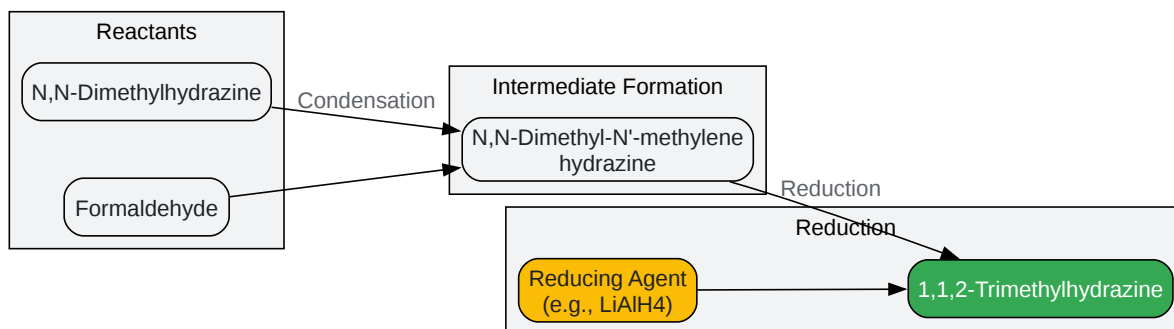 Reactants
N,N-Dimethylhydrazine
Formaldehyde
Condensation
Intermediate Formation
N,N-Dimethyl-N'-methylene
hydrazine
Reduction
Reduction
Reducing Agent
(e.g., LiAlH4)
1,1,2-Trimethylhydrazine